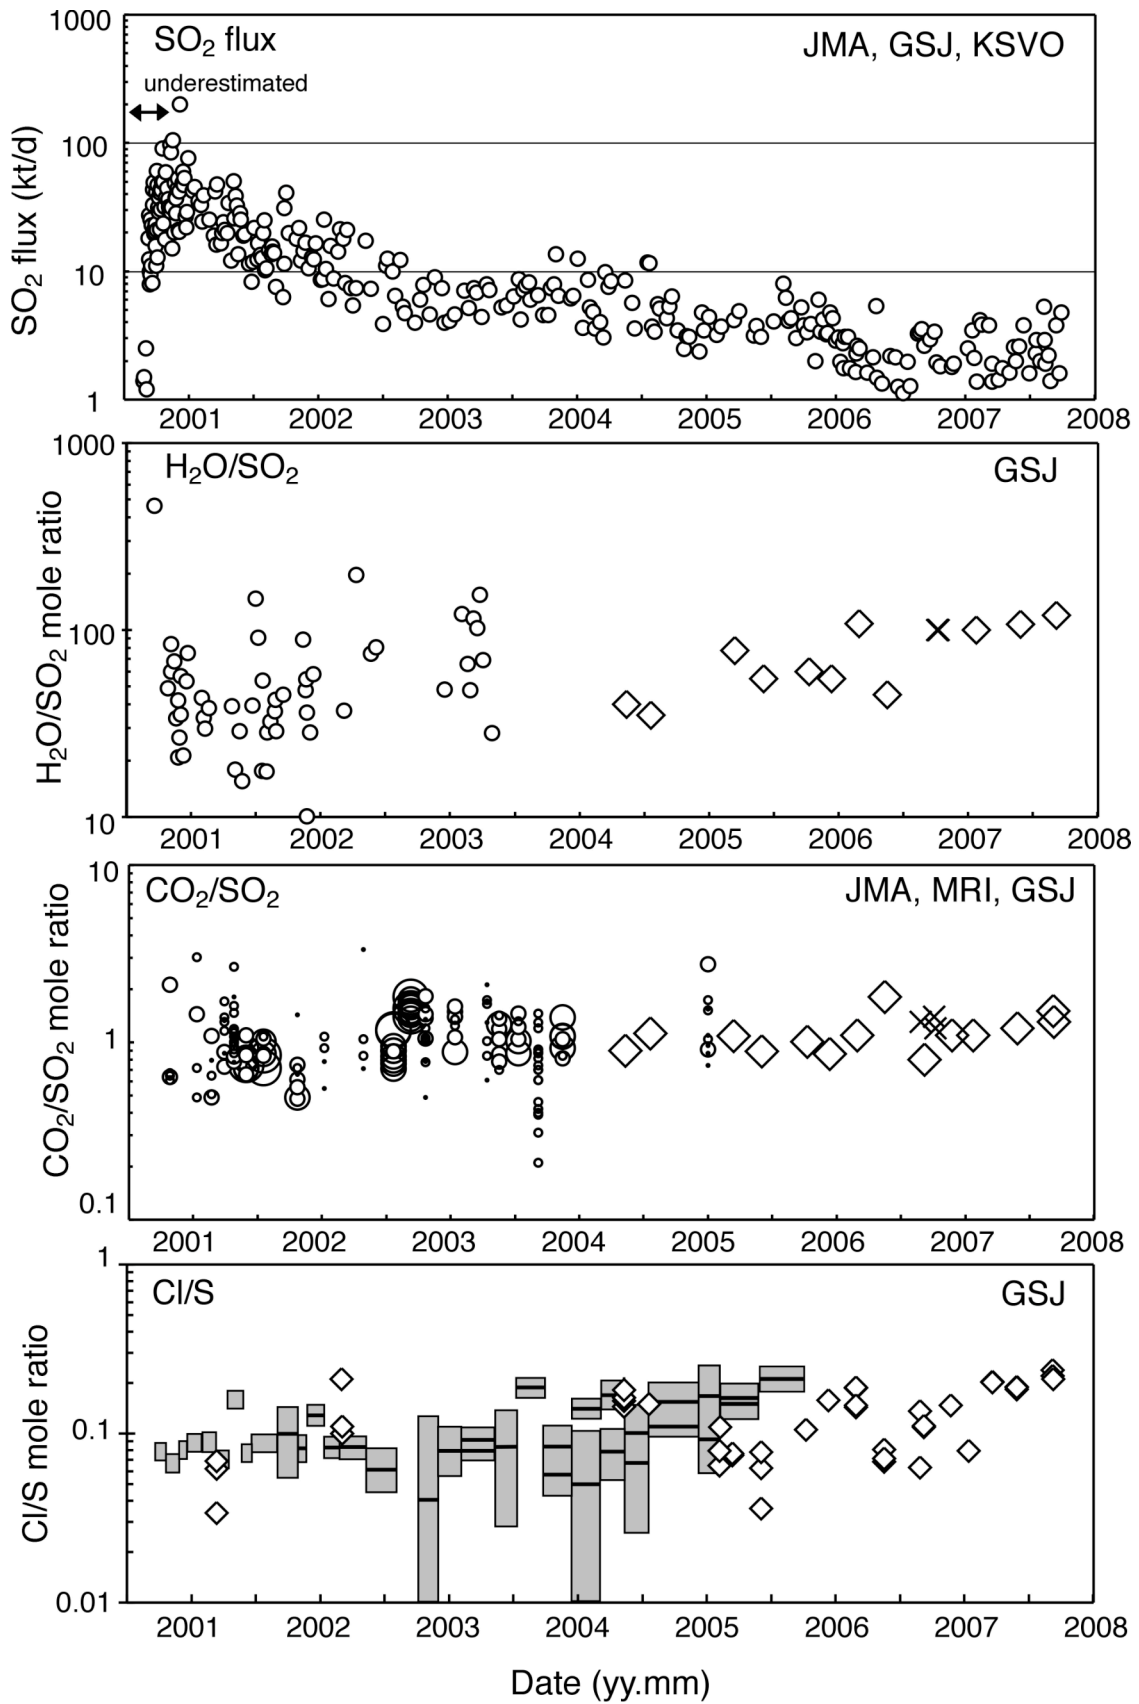 1000
SO₂ flux
JMA, GSJ, KSVO
underestimated
100
10
1
SO₂ flux (kt/d)
2001 2002 2003 2004 2005 2006 2007 2008
1000
H₂O/SO₂
GSJ
100
10
H₂O/SO₂ mole ratio
2001 2002 2003 2004 2005 2006 2007 2008
10
CO₂/SO₂
JMA, MRI, GSJ
1
0.1
CO₂/SO₂ mole ratio
2001 2002 2003 2004 2005 2006 2007 2008
1
Cl/S
GSJ
0.1
0.01
Cl/S mole ratio
2001 2002 2003 2004 2005 2006 2007 2008
Date (yy.mm)